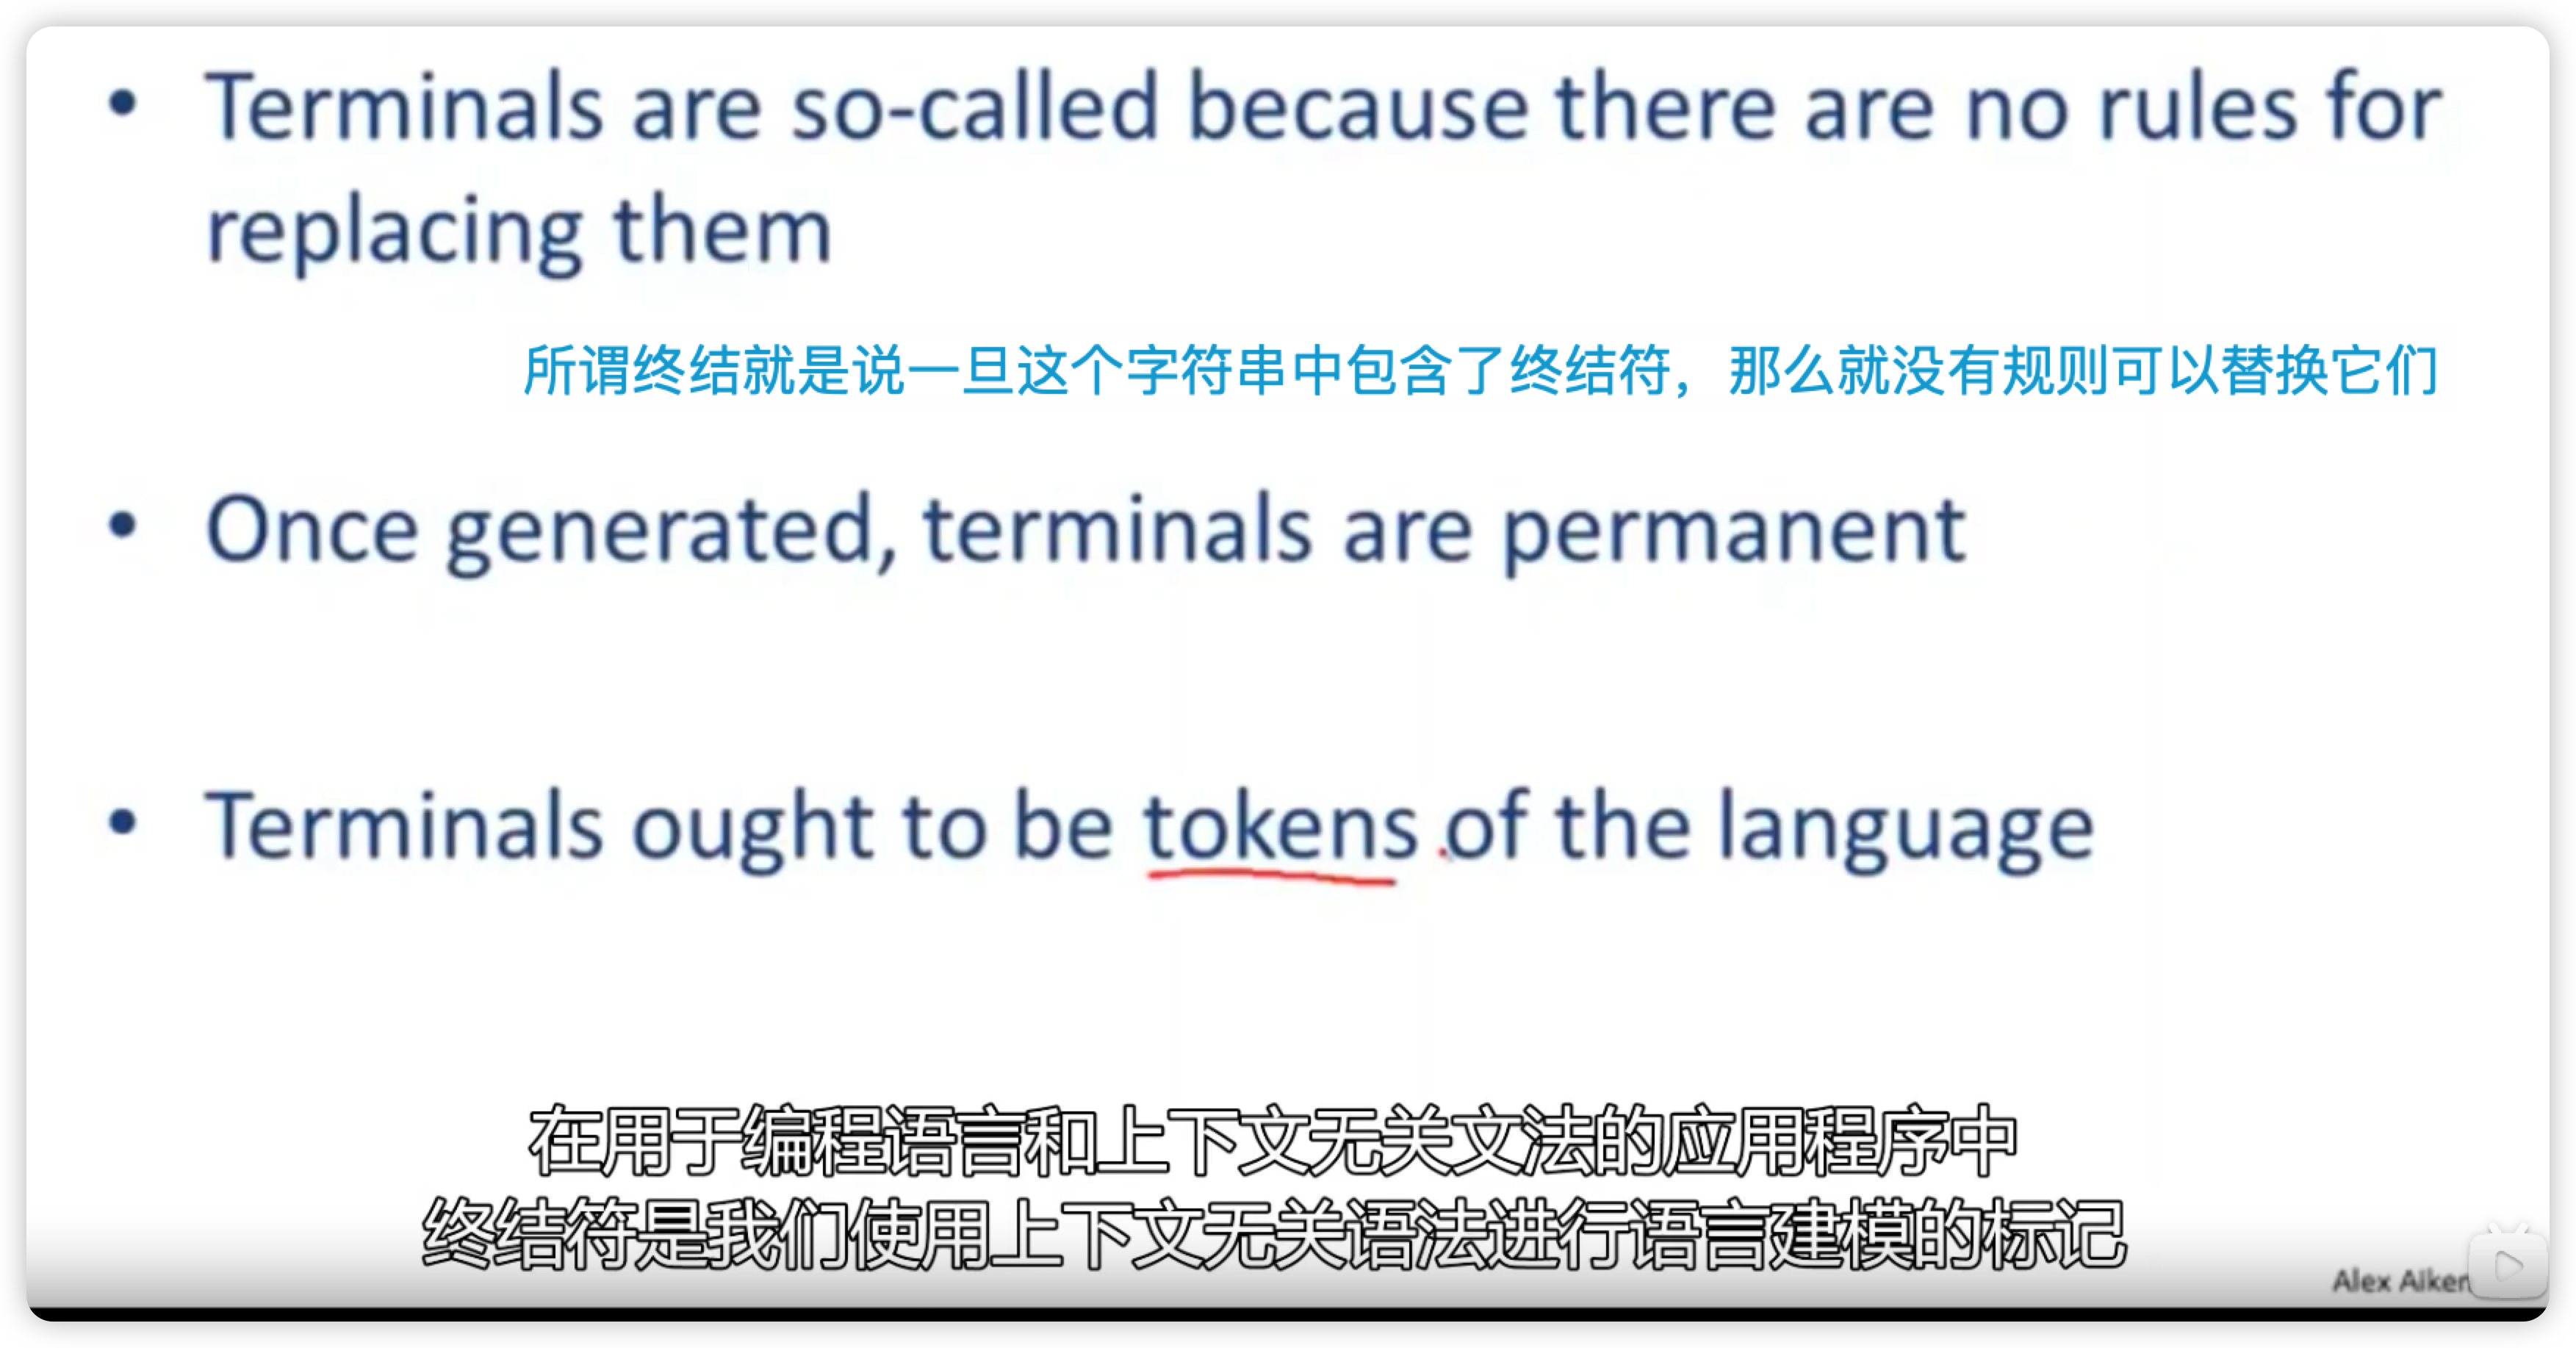 • Terminals are so-called because there are no rules for
replacing them
所谓终结就是说一旦这个字符串中包含了终结符，那么就没有规则可以替换它们
• Once generated, terminals are permanent
• Terminals ought to be tokens of the language
在用于编程语言和上下文无关文法的应用程序中
终结符是我们使用上下文无关语法进行语言建模的标记
Alex Aiken